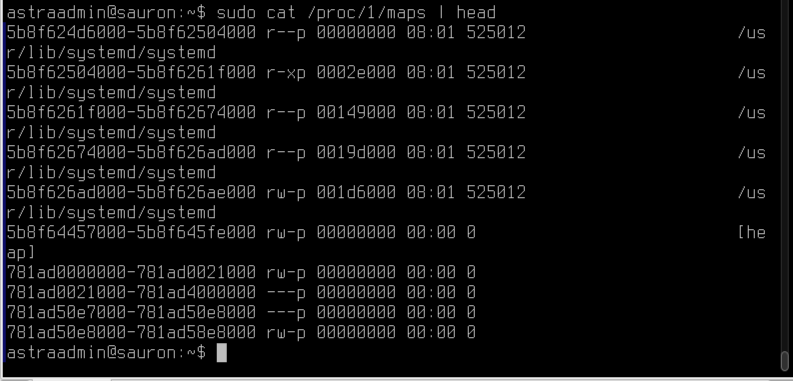 astraadmin@sauron:~$ sudo cat /proc/1/maps | head
5b8f624d6000-5b8f62504000 r--p 00000000 08:01 525012 /us
r/lib/systemd/systemd
5b8f62504000-5b8f6261f000 r-xp 0002e000 08:01 525012 /us
r/lib/systemd/systemd
5b8f6261f000-5b8f62674000 r--p 00149000 08:01 525012 /us
r/lib/systemd/systemd
5b8f62674000-5b8f626ad000 r--p 0019d000 08:01 525012 /us
r/lib/systemd/systemd
5b8f626ad000-5b8f626ae000 rw-p 001d6000 08:01 525012 /us
r/lib/systemd/systemd
5b8f64457000-5b8f645fe000 rw-p 00000000 00:00 0 [he
ap]
781ad0000000-781ad0021000 rw-p 00000000 00:00 0
781ad0021000-781ad4000000 ---p 00000000 00:00 0
781ad50e7000-781ad50e8000 ---p 00000000 00:00 0
781ad50e8000-781ad58e8000 rw-p 00000000 00:00 0
astraadmin@sauron:~$